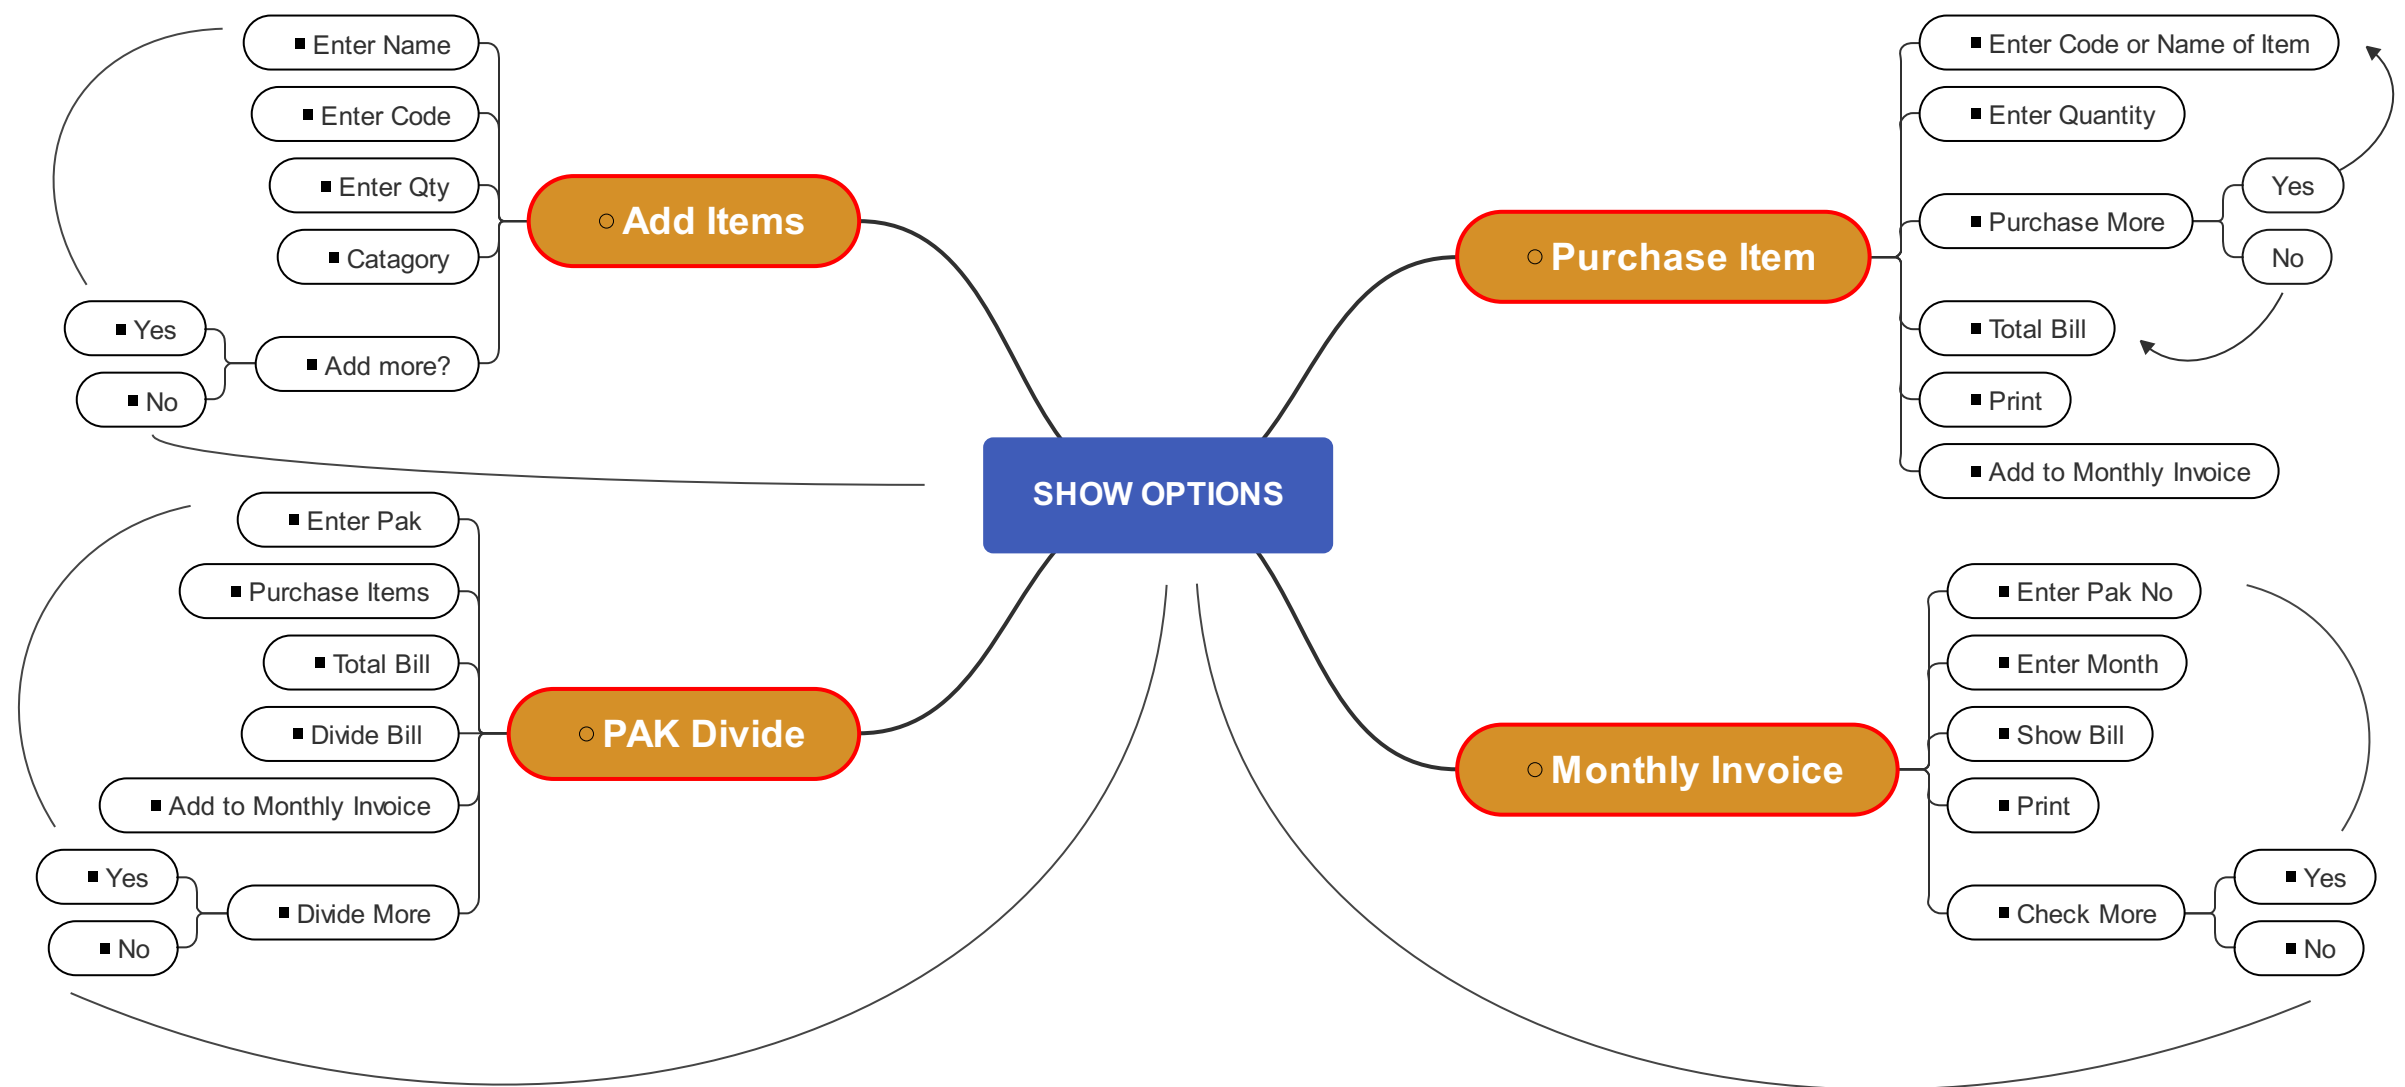 Enter Name
Enter Code
Enter Qty
Catagory
Add more?
Yes
No
Add Items
Enter Pak
Purchase Items
Total Bill
Divide Bill
Add to Monthly Invoice
Divide More
Yes
No
PAK Divide
SHOW OPTIONS
Purchase Item
Enter Code or Name of Item
Enter Quantity
Purchase More
Yes
No
Total Bill
Print
Add to Monthly Invoice
Monthly Invoice
Enter Pak No
Enter Month
Show Bill
Print
Check More
Yes
No